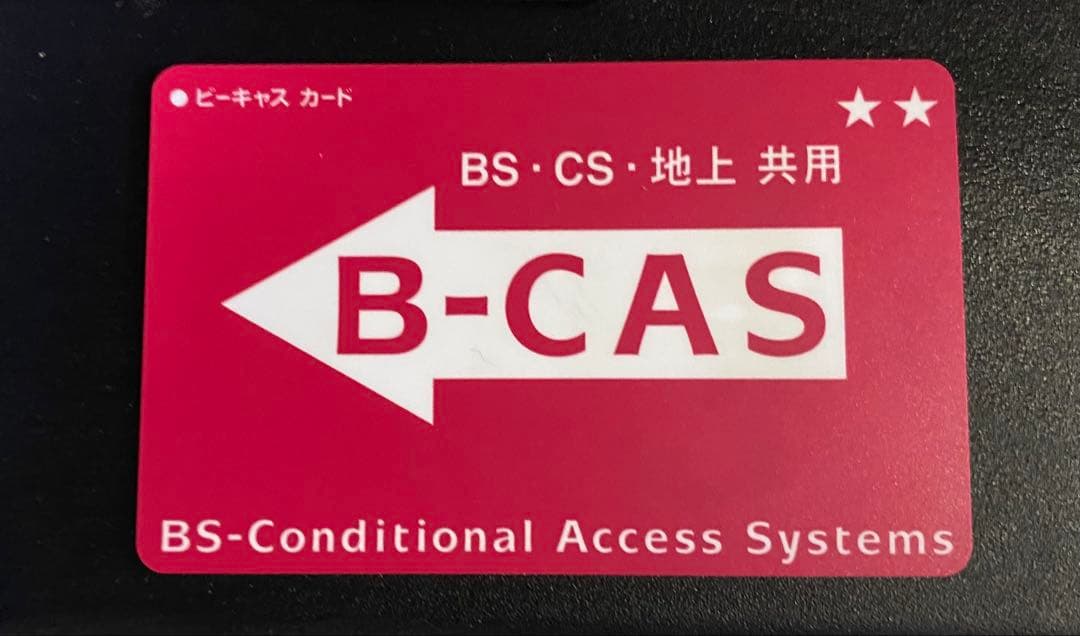 ●ビーキャス カード
★★
BS・CS・地上 共用
B-CAS
BS-Conditional Access Systems